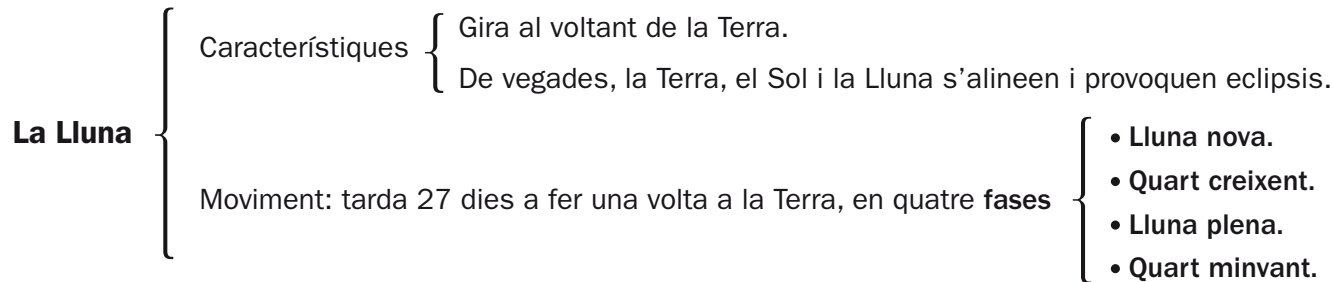 La Lluna
Característiques
Gira al voltant de la Terra.
De vegades, la Terra, el Sol i la Lluna s’alineen i provoquen eclipsis.
Moviment: tarda 27 dies a fer una volta a la Terra, en quatre fases
• Lluna nova.
• Quart creixent.
• Lluna plena.
• Quart minvant.